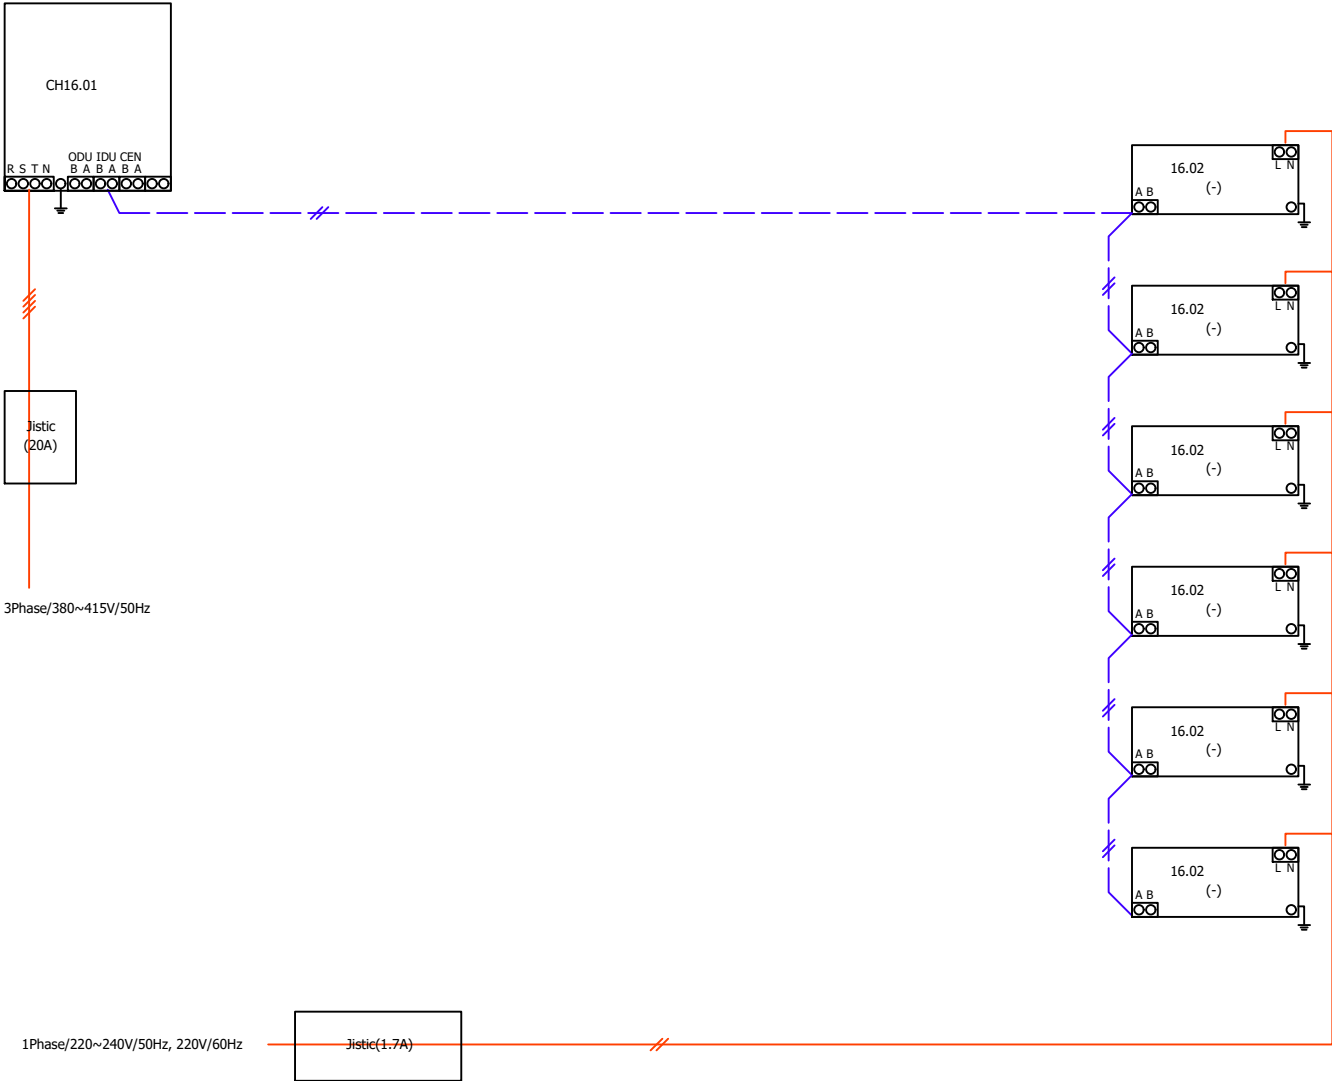 CH16.01
ODU IDU CEN
R S T N B A B A B A
16.02
L N
(-)
A B
16.02
L N
(-)
A B
Jistic
(20A)
16.02
L N
(-)
A B
16.02
L N
(-)
A B
3Phase/380~415V/50Hz
16.02
L N
(-)
A B
16.02
L N
(-)
A B
1Phase/220~240V/50Hz, 220V/60Hz
Jistic(1.7A)